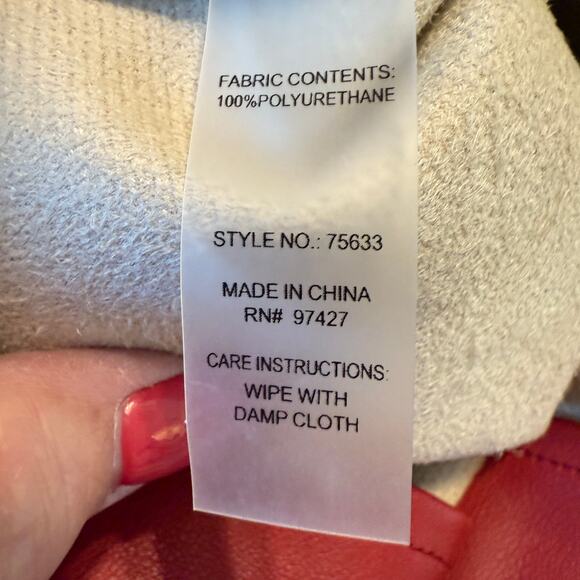 FABRIC CONTENTS:
100%POLYURETHANE
STYLE NO.: 75633
MADE IN CHINA
RN# 97427
CARE INSTRUCTIONS:
WIPE WITH
DAMP CLOTH